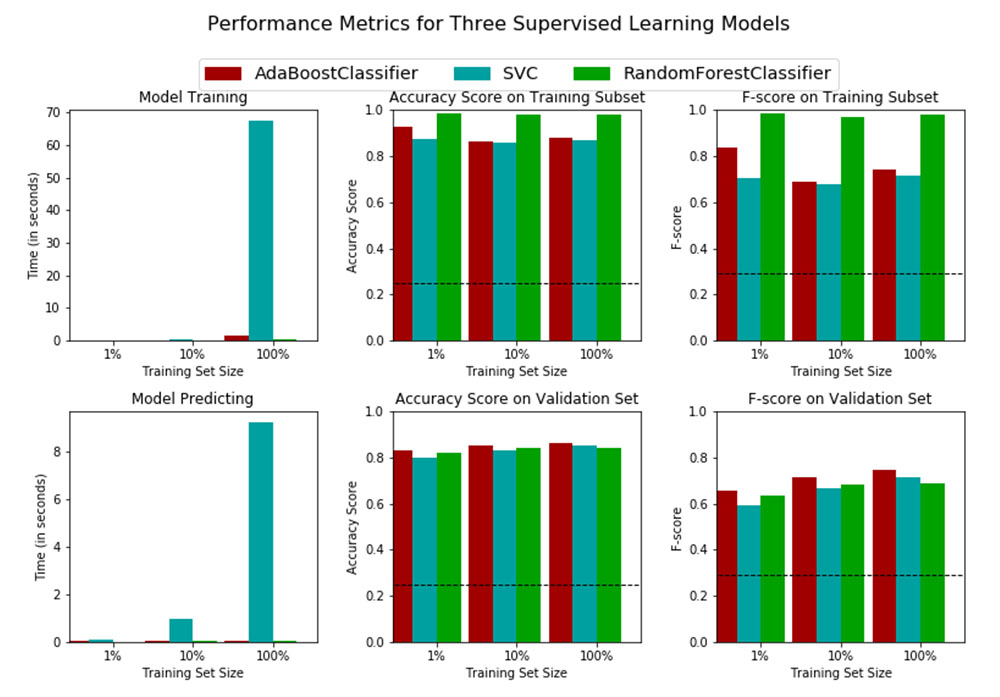 Performance Metrics for Three Supervised Learning Models
AdaBoostClassifier SVC RandomForestClassifier
Model Training
Time (in seconds)
70
60
50
40
30
20
10
0
1% 10% 100%
Training Set Size
Accuracy Score on Training Subset
Accuracy Score
1.0
0.8
0.6
0.4
0.2
0.0
1% 10% 100%
Training Set Size
F-score on Training Subset
F-score
1.0
0.8
0.6
0.4
0.2
0.0
1% 10% 100%
Training Set Size
Model Predicting
Time (in seconds)
8
6
4
2
0
1% 10% 100%
Training Set Size
Accuracy Score on Validation Set
Accuracy Score
1.0
0.8
0.6
0.4
0.2
0.0
1% 10% 100%
Training Set Size
F-score on Validation Set
F-score
1.0
0.8
0.6
0.4
0.2
0.0
1% 10% 100%
Training Set Size